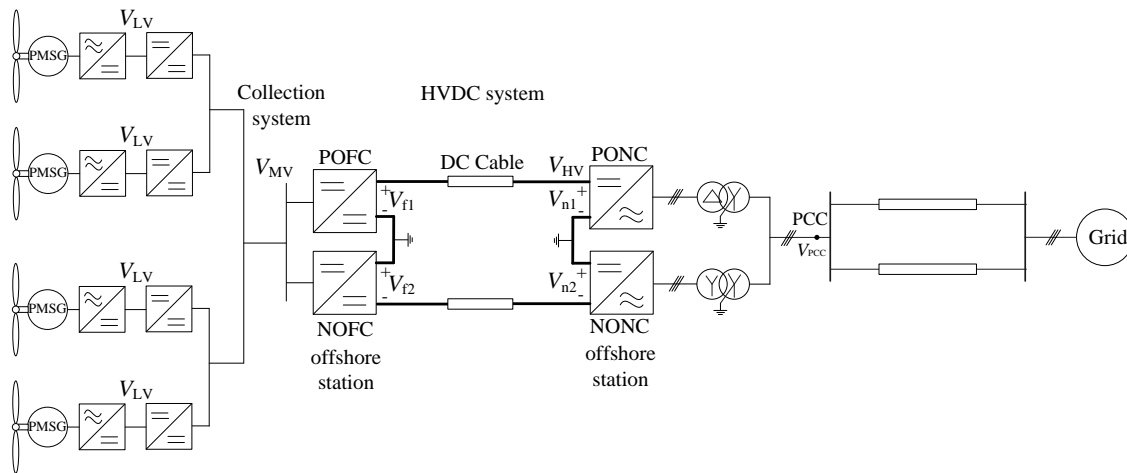 V_LV
PMSG
V_LV
PMSG
Collection
system
HVDC system
V_MV
POFC
+
V_f1
-
DC Cable
V_HV
PONC
+
V_n1
-
+
V_f2
-
NOFC
offshore
station
+
V_n2
-
NONC
offshore
station
PCC
V_PCC
Grid
V_LV
PMSG
V_LV
PMSG